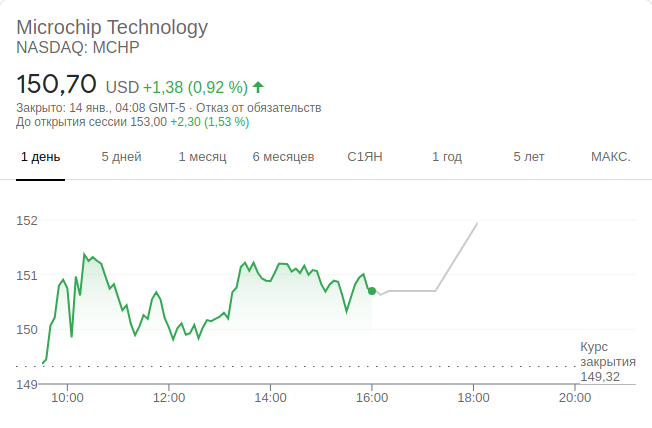 Microchip Technology
NASDAQ: MCHP
150,70 USD +1,38 (0,92 %)
Закрыто: 14 янв., 04:08 GMT-5 · Отказ от обязательств
До открытия сессии 153,00 +2,30 (1,53 %)
1 день 5 дней 1 месяц 6 месяцев С1ЯН 1 год 5 лет МАКС.
152
151
150
Курс
закрытия
149,32
149
10:00 12:00 14:00 16:00 18:00 20:00